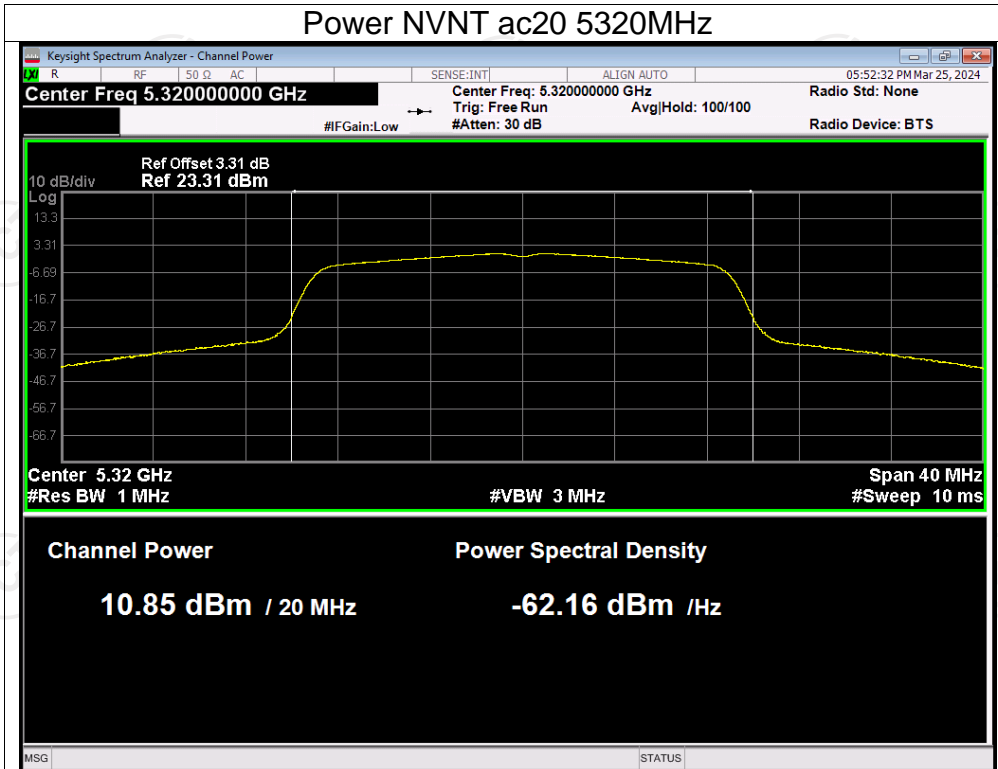 Power NVNT ac20 5320MHz
Keysight Spectrum Analyzer - Channel Power
LXI R RF 50 Ω AC SENSE:INT ALIGN AUTO 05:52:32 PM Mar 25, 2024
Center Freq 5.320000000 GHz Center Freq: 5.320000000 GHz Radio Std: None
Trig: Free Run Avg|Hold: 100/100
#IFGain:Low #Atten: 30 dB Radio Device: BTS
Ref Offset 3.31 dB
10 dB/div Ref 23.31 dBm
Log
13.3
3.31
-6.69
-16.7
-26.7
-36.7
-46.7
-56.7
-66.7
Center 5.32 GHz Span 40 MHz
#Res BW 1 MHz #VBW 3 MHz #Sweep 10 ms
Channel Power Power Spectral Density
10.85 dBm / 20 MHz -62.16 dBm /Hz
MSG STATUS